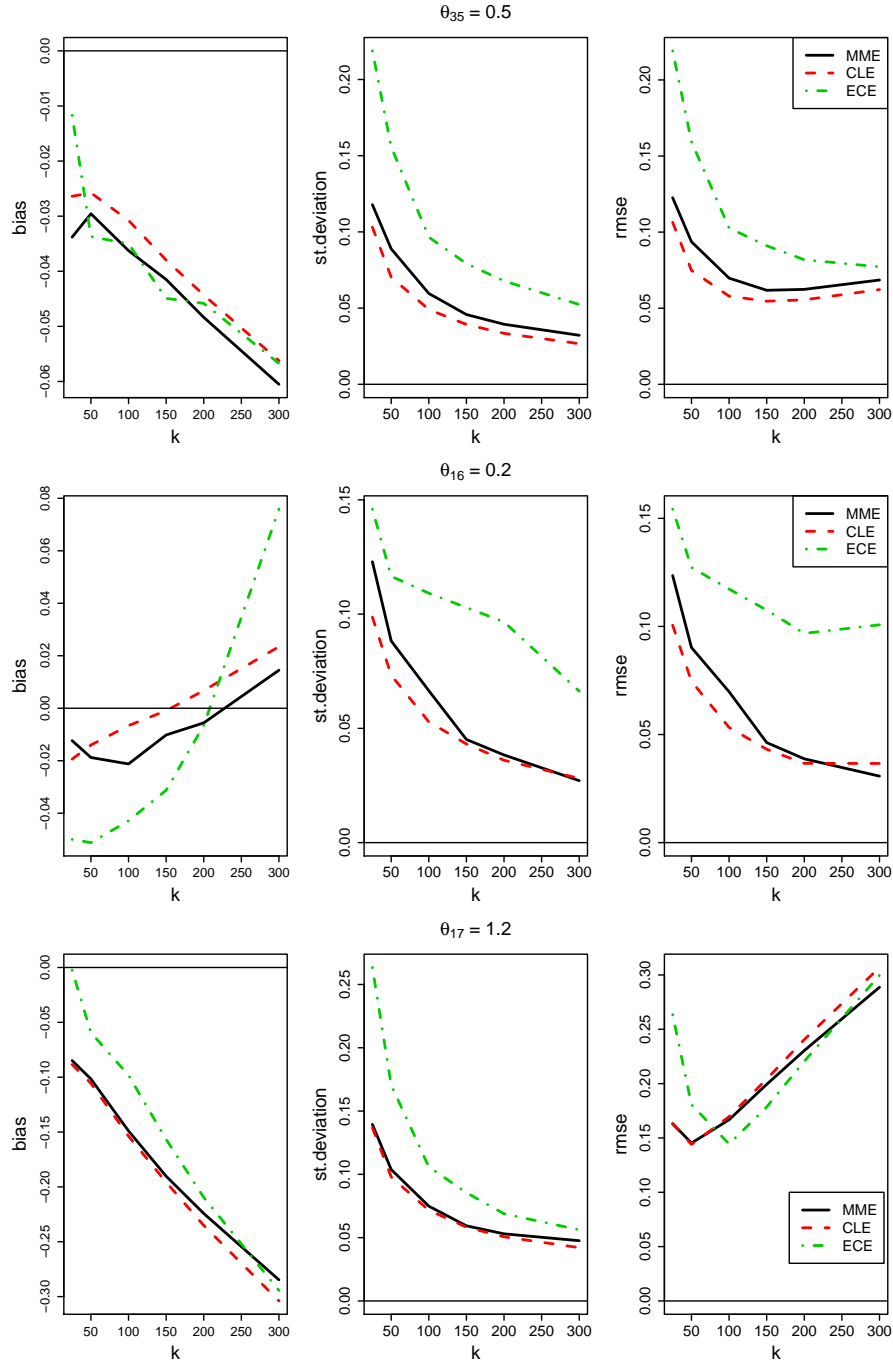 θ35 = 0.5
bias
−0.06
−0.05
−0.04
−0.03
−0.02
−0.01
0.00
50 100 150 200 250 300
k
st.deviation
0.00
0.05
0.10
0.15
0.20
50 100 150 200 250 300
k
rmse
0.00
0.05
0.10
0.15
0.20
50 100 150 200 250 300
k
MME
CLE
ECE
θ16 = 0.2
bias
−0.04
−0.02
0.00
0.02
0.04
0.06
0.08
50 100 150 200 250 300
k
st.deviation
0.00
0.05
0.10
0.15
50 100 150 200 250 300
k
rmse
0.00
0.05
0.10
0.15
50 100 150 200 250 300
k
MME
CLE
ECE
θ17 = 1.2
bias
−0.30
−0.25
−0.20
−0.15
−0.10
−0.05
0.00
50 100 150 200 250 300
k
st.deviation
0.00
0.05
0.10
0.15
0.20
0.25
50 100 150 200 250 300
k
rmse
0.00
0.05
0.10
0.15
0.20
0.25
0.30
50 100 150 200 250 300
k
MME
CLE
ECE